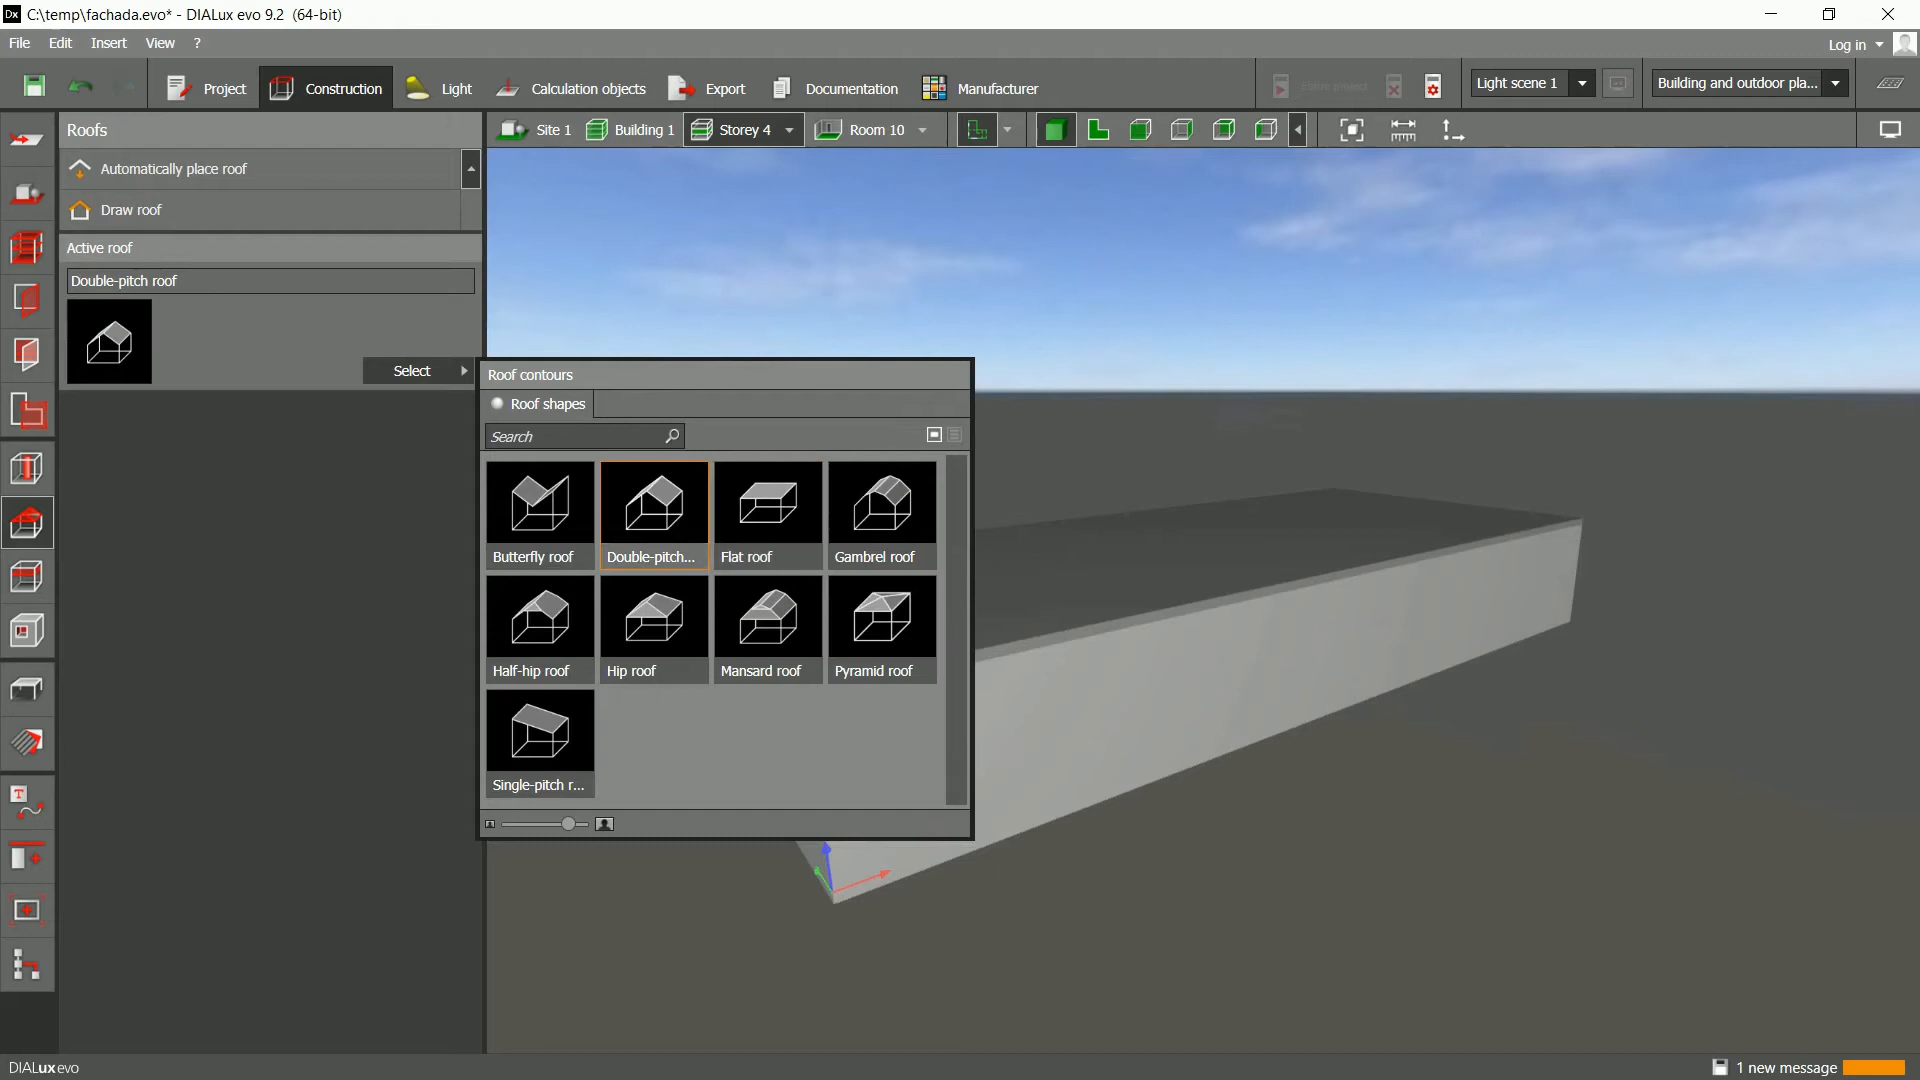 C:\temp\fachada.evo* - DIALux evo 9.2  (64-bit)
File Edit Insert View ?
Log in
Project Construction Light Calculation objects Export Documentation Manufacturer
Light scene 1
Building and outdoor pla...
Roofs
Site 1 Building 1 Storey 4 Room 10
Automatically place roof
Draw roof
Active roof
Double-pitch roof
Select
Roof contours
Roof shapes
Search
Butterfly roof Double-pitch... Flat roof Gambrel roof
Half-hip roof Hip roof Mansard roof Pyramid roof
Single-pitch r...
DIALux evo
1 new message